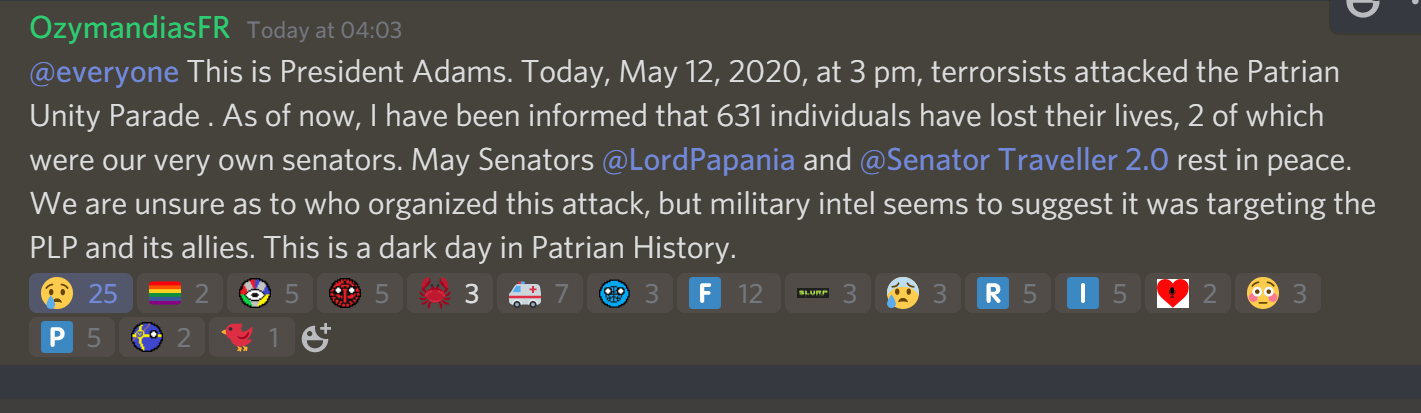 OzymandiasFR Today at 04:03
@everyone This is President Adams. Today, May 12, 2020, at 3 pm, terrorsists attacked the Patrian
Unity Parade . As of now, I have been informed that 631 individuals have lost their lives, 2 of which
were our very own senators. May Senators @LordPapania and @Senator Traveller 2.0 rest in peace.
We are unsure as to who organized this attack, but military intel seems to suggest it was targeting the
PLP and its allies. This is a dark day in Patrian History.
25 2 5 5 3 7 3 F 12 SLURP 3 3 R 5 I 5 2 3
P 5 2 1